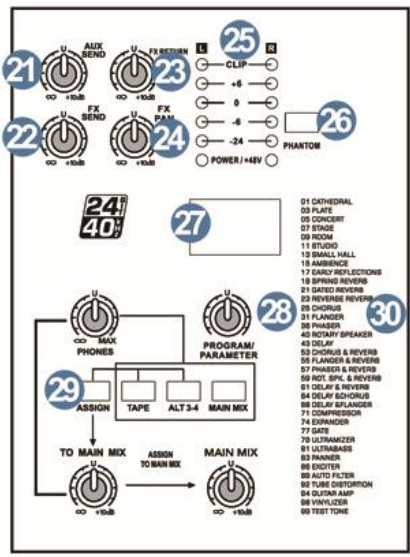 U AUX SEND U FX RETURN L 25 R
21 23 CLIP
∞ +10dB ∞ +10dB +6
U FX SEND U FX PAN 0
22 24 -6 26
-24 PHANTOM
∞ +10dB ∞ +10dB POWER / +48V
24 BIT
40 kHz
27
01 CATHEDRAL
03 PLATE
05 CONCERT
07 STAGE
09 ROOM
11 STUDIO
13 SMALL HALL
15 AMBIENCE
17 EARLY REFLECTIONS
19 SPRING REVERB
21 GATED REVERB
23 REVERSE REVERB
25 CHORUS
31 FLANGER
36 PHASER
40 ROTARY SPEAKER
43 DELAY
53 CHORUS & REVERB
55 FLANGER & REVERB
57 PHASER & REVERB
59 ROT. SPK. & REVERB
61 DELAY & REVERB
64 DELAY &CHORUS
68 DELAY &FLANGER
71 COMPRESSOR
74 EXPANDER
77 GATE
79 ULTRAMIZER
81 ULTRABASS
83 PANNER
86 EXCITER
89 AUTO FILTER
92 TUBE DISTORTION
94 GUITAR AMP
98 VINYLIZER
99 TEST TONE
30
U U 28
∞ MAX
PHONES
PROGRAM/
PARAMETER
29
ASSIGN TAPE ALT 3-4 MAIN MIX
TO MAIN MIX ASSIGN TO MAIN MIX MAIN MIX
U U
∞ +10dB ∞ +10dB